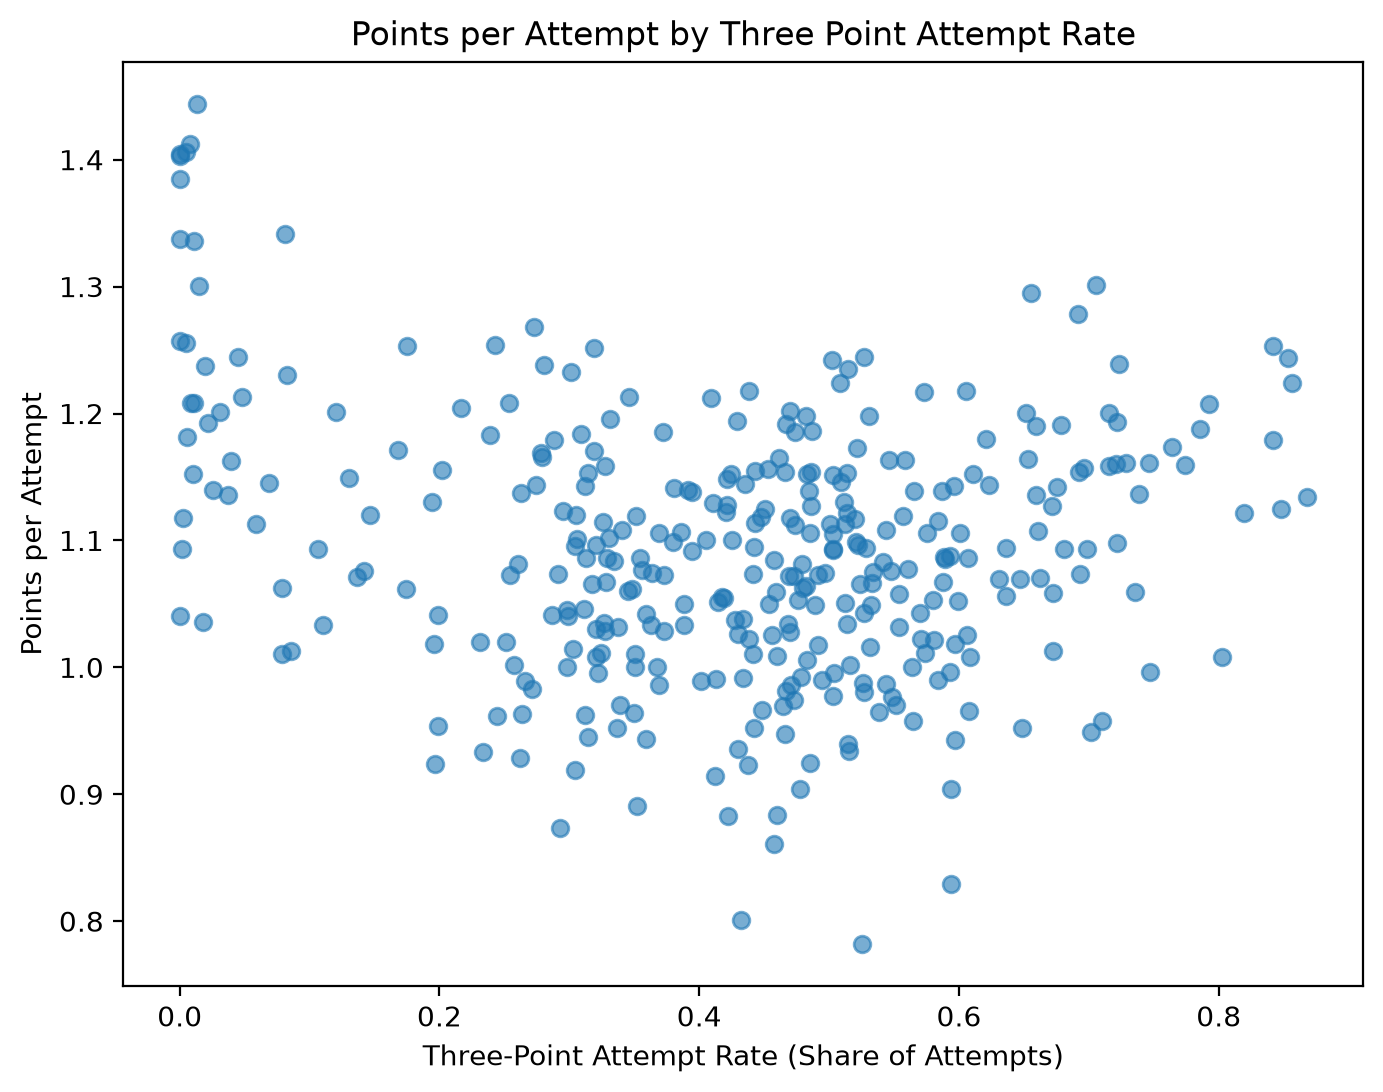 Points per Attempt by Three Point Attempt Rate
Points per Attempt
1.4
1.3
1.2
1.1
1.0
0.9
0.8
0.0 0.2 0.4 0.6 0.8
Three-Point Attempt Rate (Share of Attempts)